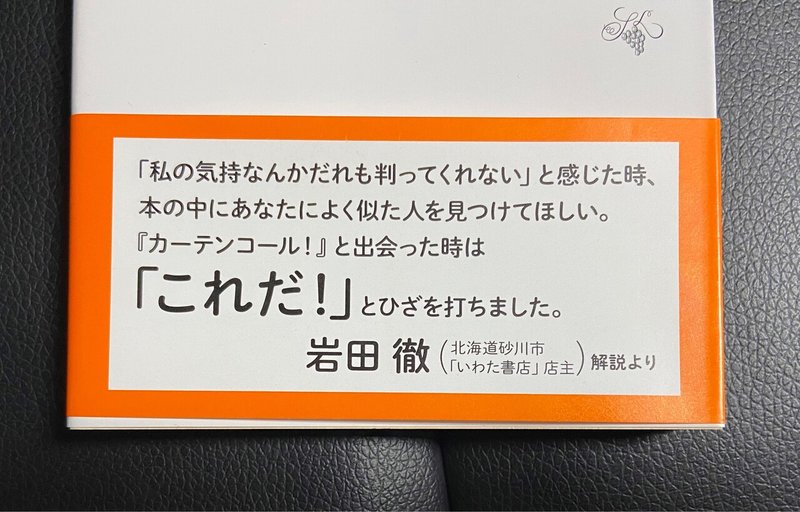 「私の気持なんかだれも判ってくれない」と感じた時、
本の中にあなたによく似た人を見つけてほしい。
『カーテンコール！』と出会った時は
「これだ！」とひざを打ちました。
岩田 徹（北海道砂川市「いわた書店」店主）解説より